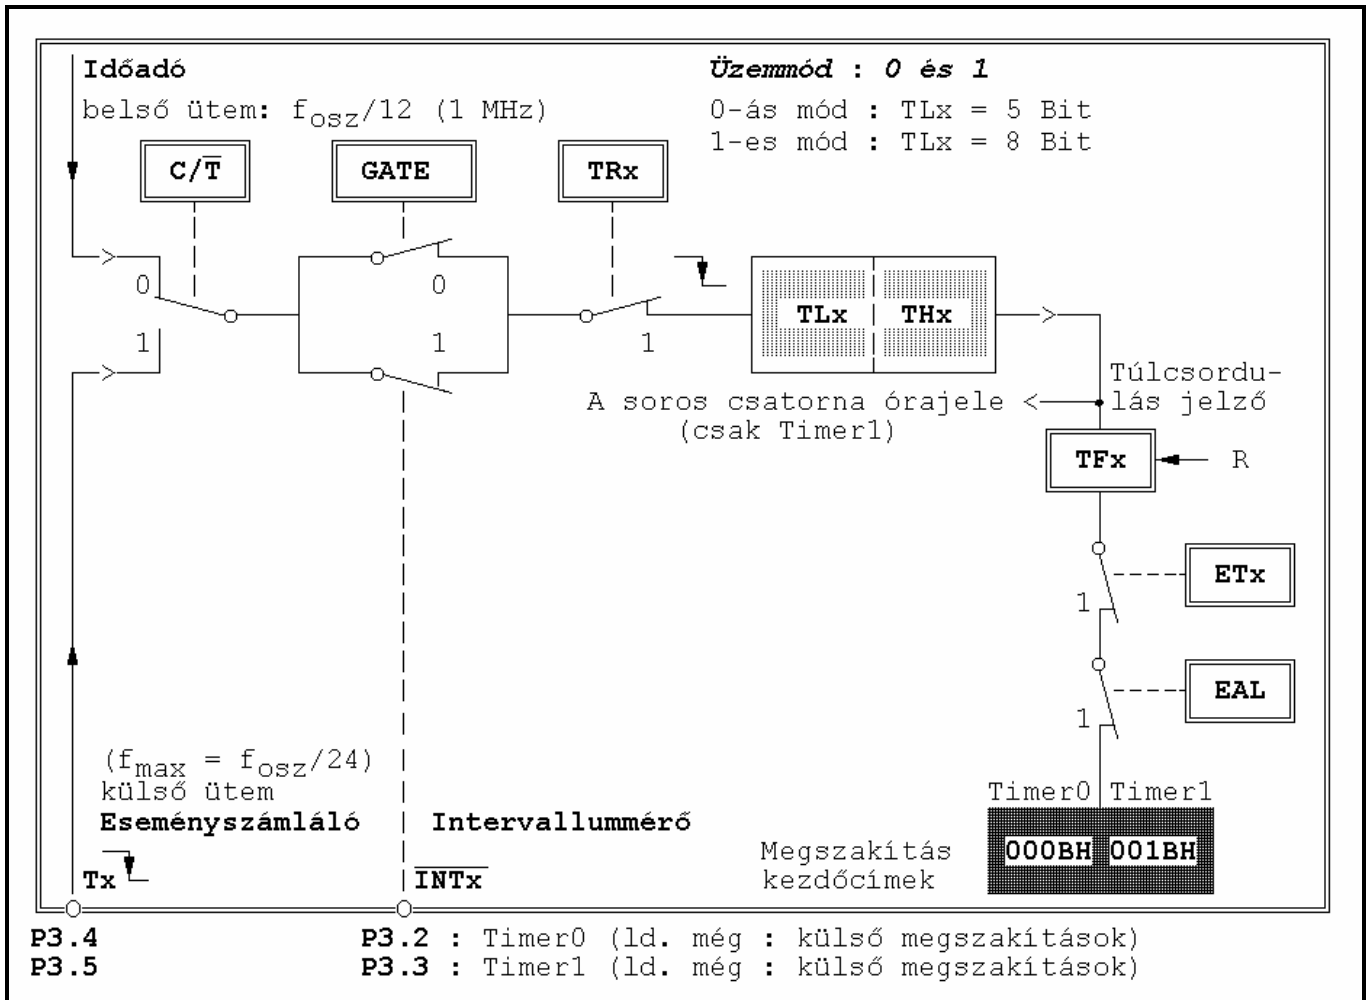 Időadó
Üzemmód : 0 és 1
belső ütem: fosz/12 (1 MHz)
0-ás mód : TLx = 5 Bit
1-es mód : TLx = 8 Bit
C/T̅
GATE
TRx
0
0
1
1
1
TLx
THx
Túlcsordu-
lás jelző
A soros csatorna órajele
(csak Timer1)
TFx
R
ETx
1
EAL
1
(fmax = fosz/24)
külső ütem
Eseményszámláló
Intervallummérő
Timer0
Timer1
Megszakítás
kezdőcímek
000BH
001BH
Tx
I̅N̅T̅x̅
P3.4
P3.2 : Timer0 (ld. még : külső megszakítások)
P3.5
P3.3 : Timer1 (ld. még : külső megszakítások)